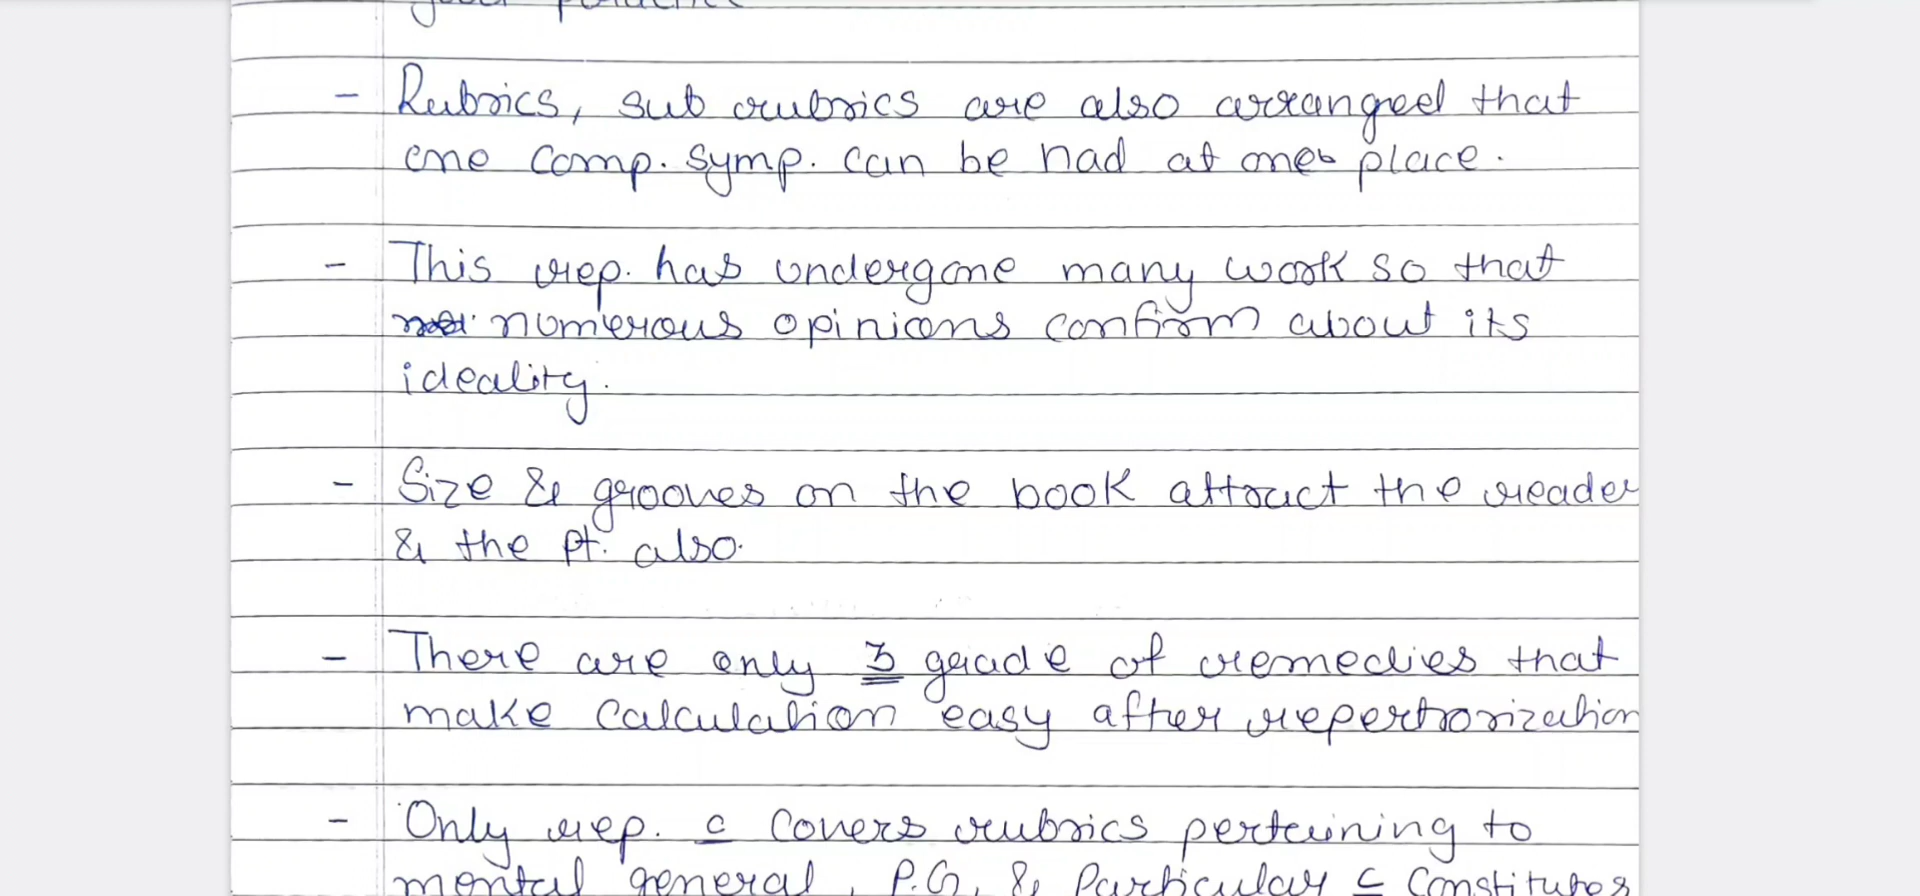 - Rubrics, sub rubrics are also arranged that
one comp. symp. can be had at one place.
- This rep. has undergone many work so that
numerous opinions confirm about its
ideality.
- Size & grooves on the book attract the reader
& the pt. also.
- There are only 3 grade of remedies that
make calculation easy after repertorization
- Only rep. c covers rubrics pertaining to
mental general, P.G, & Particular c Constitutes